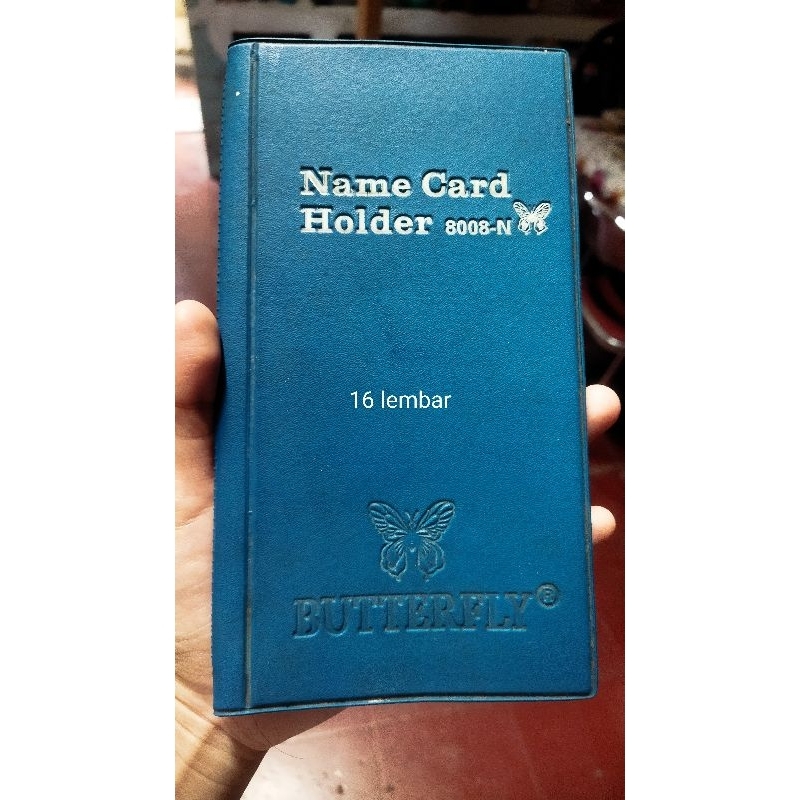 Name Card
Holder 8008-N
16 lembar
BUTTERFLY®